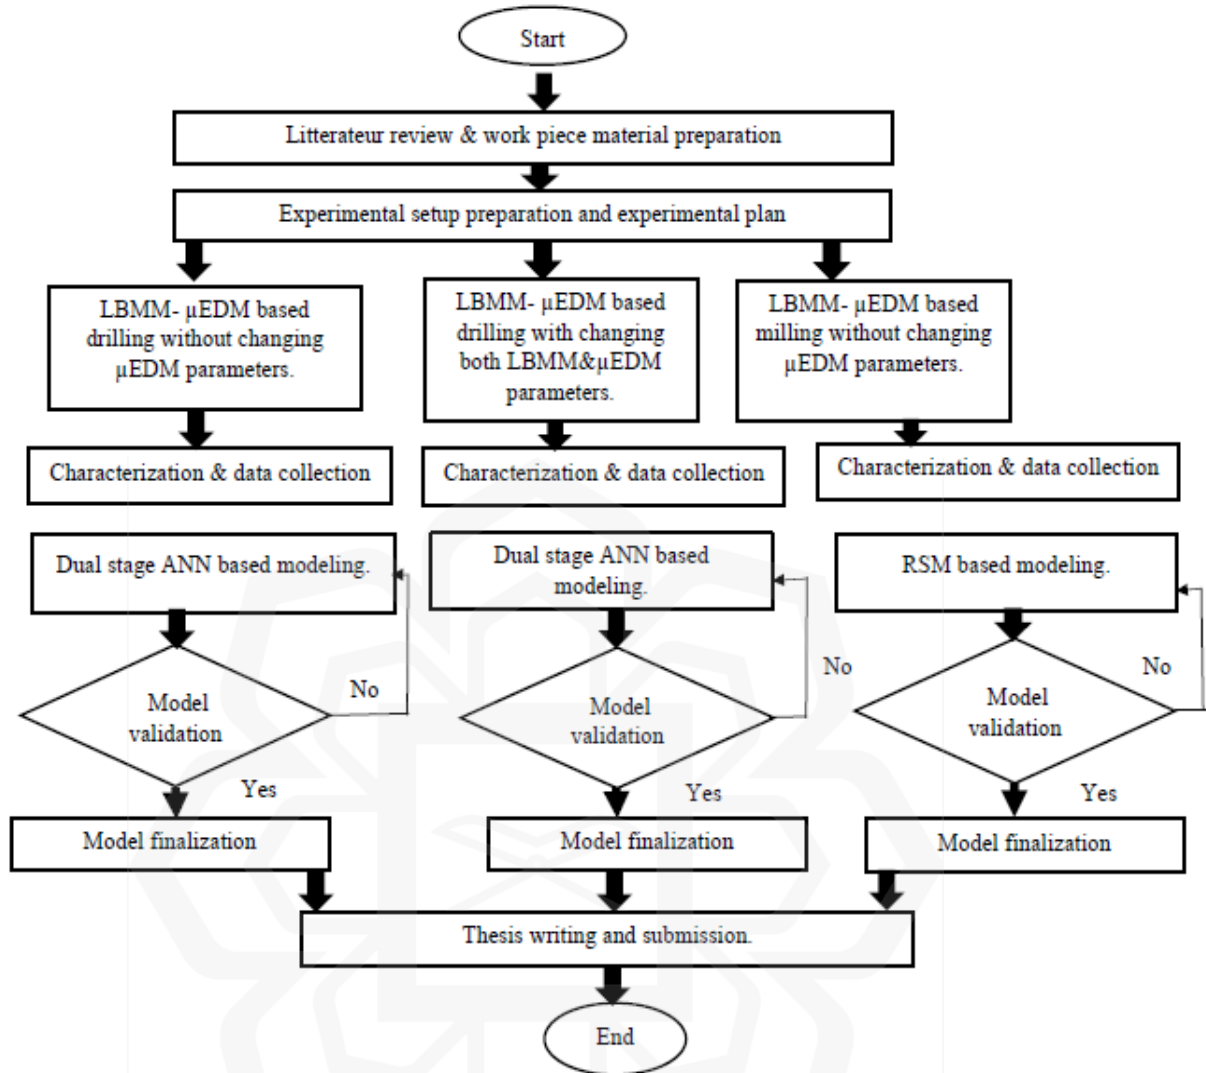 Start
Litterateur review & work piece material preparation
Experimental setup preparation and experimental plan
LBMM- µEDM based
drilling without changing
µEDM parameters.
LBMM- µEDM based
drilling with changing
both LBMM&µEDM
parameters.
LBMM- µEDM based
milling without changing
µEDM parameters.
Characterization & data collection
Characterization & data collection
Characterization & data collection
Dual stage ANN based modeling.
Dual stage ANN based
modeling.
RSM based modeling.
Model
validation
No
Model
validation
No
Model
validation
No
Yes
Yes
Yes
Model finalization
Model finalization
Model finalization
Thesis writing and submission.
End